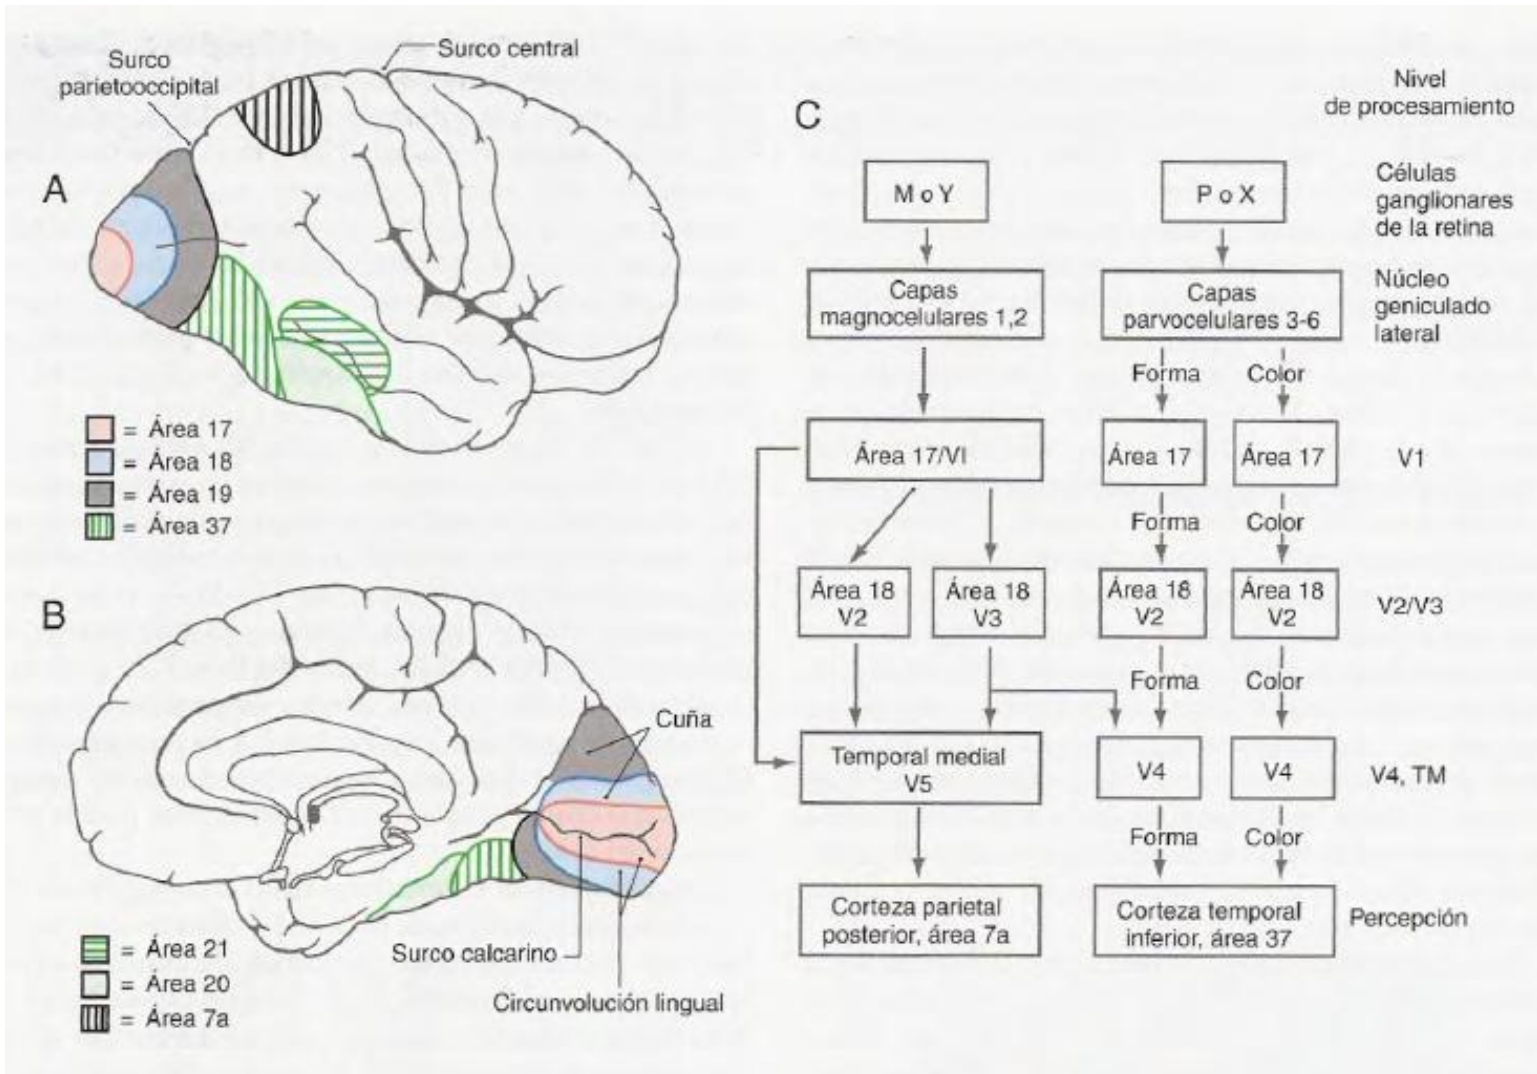 A
Surco
parietooccipital
Surco central
= Área 17
= Área 18
= Área 19
= Área 37
B
Cuña
Surco calcarino
Circunvolución lingual
= Área 21
= Área 20
= Área 7a
C
Nivel
de procesamiento
M o Y
P o X
Células
ganglionares
de la retina
Capas
magnocelulares 1,2
Capas
parvocelulares 3-6
Núcleo
geniculado
lateral
Forma
Color
Área 17/VI
Área 17
Área 17
V1
Forma
Color
Área 18
V2
Área 18
V3
Área 18
V2
Área 18
V2
V2/V3
Forma
Color
Temporal medial
V5
V4
V4
V4, TM
Forma
Color
Corteza parietal
posterior, área 7a
Corteza temporal
inferior, área 37
Percepción